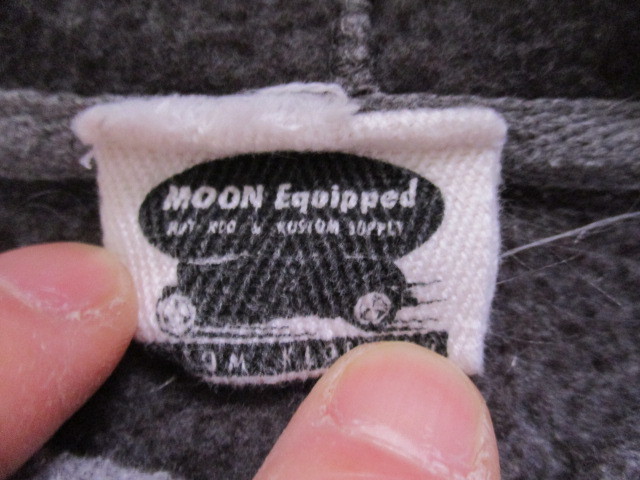 MOON Equipped
HOT ROD & KUSTOM SUPPLY